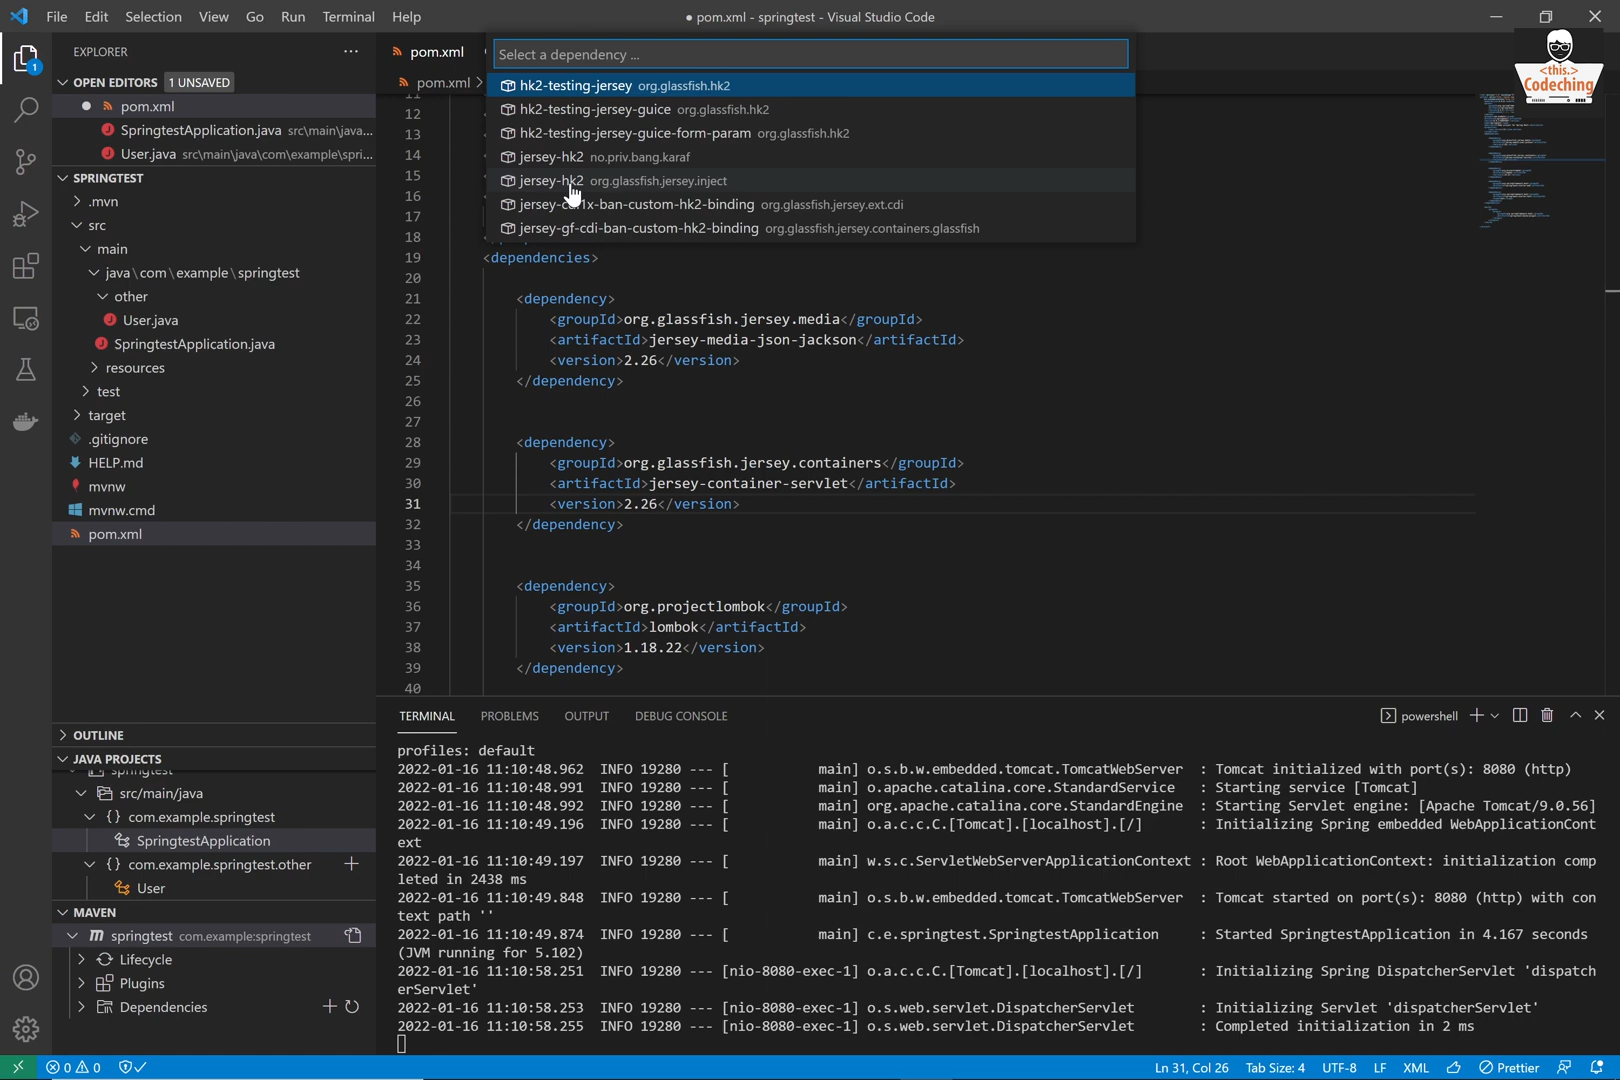 File Edit Selection View Go Run Terminal Help
● pom.xml - springtest - Visual Studio Code
<this.>
Codeching
EXPLORER
OPEN EDITORS 1 UNSAVED
pom.xml
SpringtestApplication.java src\main\java...
User.java src\main\java\com\example\spri...
SPRINGTEST
.mvn
src
main
java\com\example\springtest
other
User.java
SpringtestApplication.java
resources
test
target
.gitignore
HELP.md
mvnw
mvnw.cmd
pom.xml
OUTLINE
JAVA PROJECTS
springtest
src/main/java
{} com.example.springtest
SpringtestApplication
{} com.example.springtest.other
User
MAVEN
springtest com.example:springtest
Lifecycle
Plugins
Dependencies
1
pom.xml
pom.xml >
Select a dependency ...
hk2-testing-jersey org.glassfish.hk2
hk2-testing-jersey-guice org.glassfish.hk2
hk2-testing-jersey-guice-form-param org.glassfish.hk2
jersey-hk2 no.priv.bang.karaf
jersey-hk2 org.glassfish.jersey.inject
jersey-cdi1x-ban-custom-hk2-binding org.glassfish.jersey.ext.cdi
jersey-gf-cdi-ban-custom-hk2-binding org.glassfish.jersey.containers.glassfish
11
12
13
14
15
16
17
18
19 <dependencies>
20
21 <dependency>
22 <groupId>org.glassfish.jersey.media</groupId>
23 <artifactId>jersey-media-json-jackson</artifactId>
24 <version>2.26</version>
25 </dependency>
26
27
28 <dependency>
29 <groupId>org.glassfish.jersey.containers</groupId>
30 <artifactId>jersey-container-servlet</artifactId>
31 <version>2.26</version>
32 </dependency>
33
34
35 <dependency>
36 <groupId>org.projectlombok</groupId>
37 <artifactId>lombok</artifactId>
38 <version>1.18.22</version>
39 </dependency>
40
TERMINAL PROBLEMS OUTPUT DEBUG CONSOLE
powershell
profiles: default
2022-01-16 11:10:48.962 INFO 19280 --- [ main] o.s.b.w.embedded.tomcat.TomcatWebServer : Tomcat initialized with port(s): 8080 (http)
2022-01-16 11:10:48.991 INFO 19280 --- [ main] o.apache.catalina.core.StandardService : Starting service [Tomcat]
2022-01-16 11:10:48.992 INFO 19280 --- [ main] org.apache.catalina.core.StandardEngine : Starting Servlet engine: [Apache Tomcat/9.0.56]
2022-01-16 11:10:49.196 INFO 19280 --- [ main] o.a.c.c.C.[Tomcat].[localhost].[/] : Initializing Spring embedded WebApplicationCont
ext
2022-01-16 11:10:49.197 INFO 19280 --- [ main] w.s.c.ServletWebServerApplicationContext : Root WebApplicationContext: initialization comp
leted in 2438 ms
2022-01-16 11:10:49.848 INFO 19280 --- [ main] o.s.b.w.embedded.tomcat.TomcatWebServer : Tomcat started on port(s): 8080 (http) with con
text path ''
2022-01-16 11:10:49.874 INFO 19280 --- [ main] c.e.springtest.SpringtestApplication : Started SpringtestApplication in 4.167 seconds
(JVM running for 5.102)
2022-01-16 11:10:58.251 INFO 19280 --- [nio-8080-exec-1] o.a.c.c.C.[Tomcat].[localhost].[/] : Initializing Spring DispatcherServlet 'dispatch
erServlet'
2022-01-16 11:10:58.253 INFO 19280 --- [nio-8080-exec-1] o.s.web.servlet.DispatcherServlet : Initializing Servlet 'dispatcherServlet'
2022-01-16 11:10:58.255 INFO 19280 --- [nio-8080-exec-1] o.s.web.servlet.DispatcherServlet : Completed initialization in 2 ms
0 0
Ln 31, Col 26 Tab Size: 4 UTF-8 LF XML Prettier